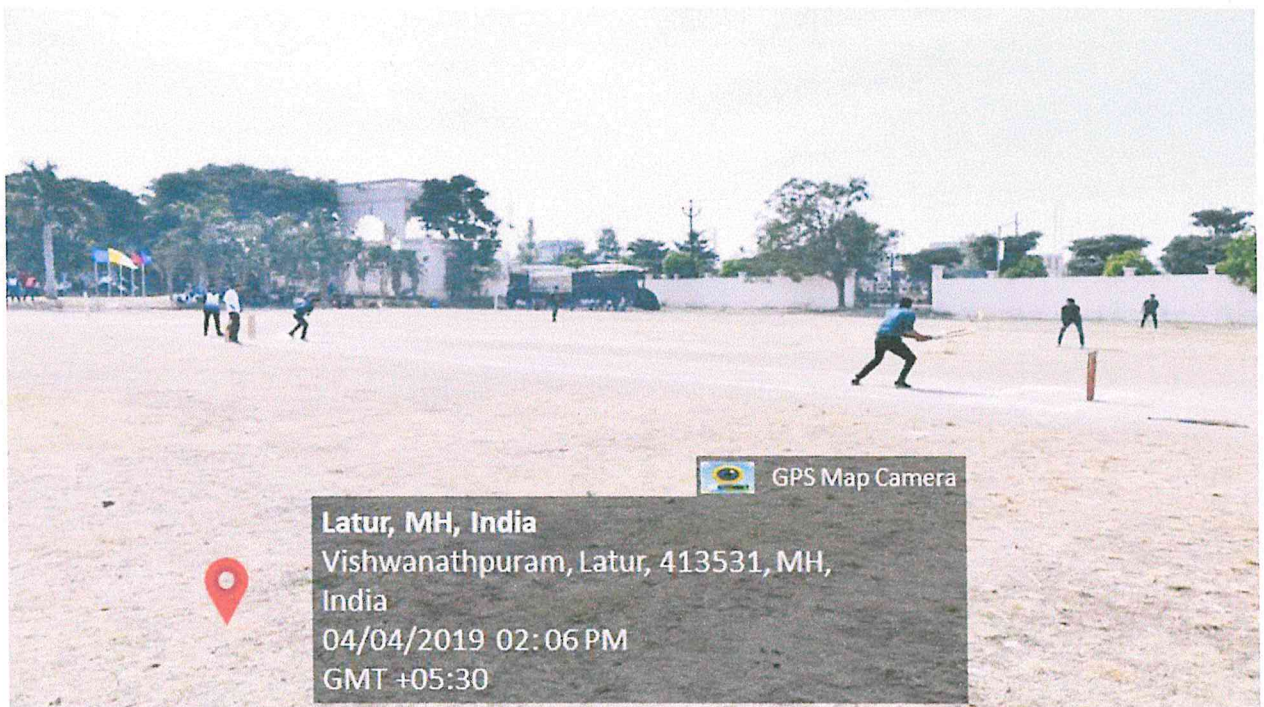 GPS Map Camera
Latur, MH, India
Vishwanathpuram, Latur, 413531, MH,
India
04/04/2019 02:06 PM
GMT +05:30